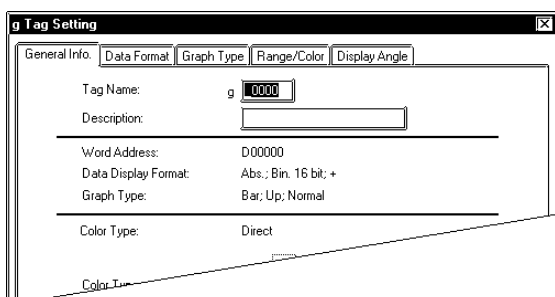 g Tag Setting
General Info. Data Format Graph Type Range/Color Display Angle
Tag Name: g 0000
Description:
Word Address: D00000
Data Display Format: Abs.; Bin. 16 bit; +
Graph Type: Bar; Up; Normal
Color Type: Direct
Color